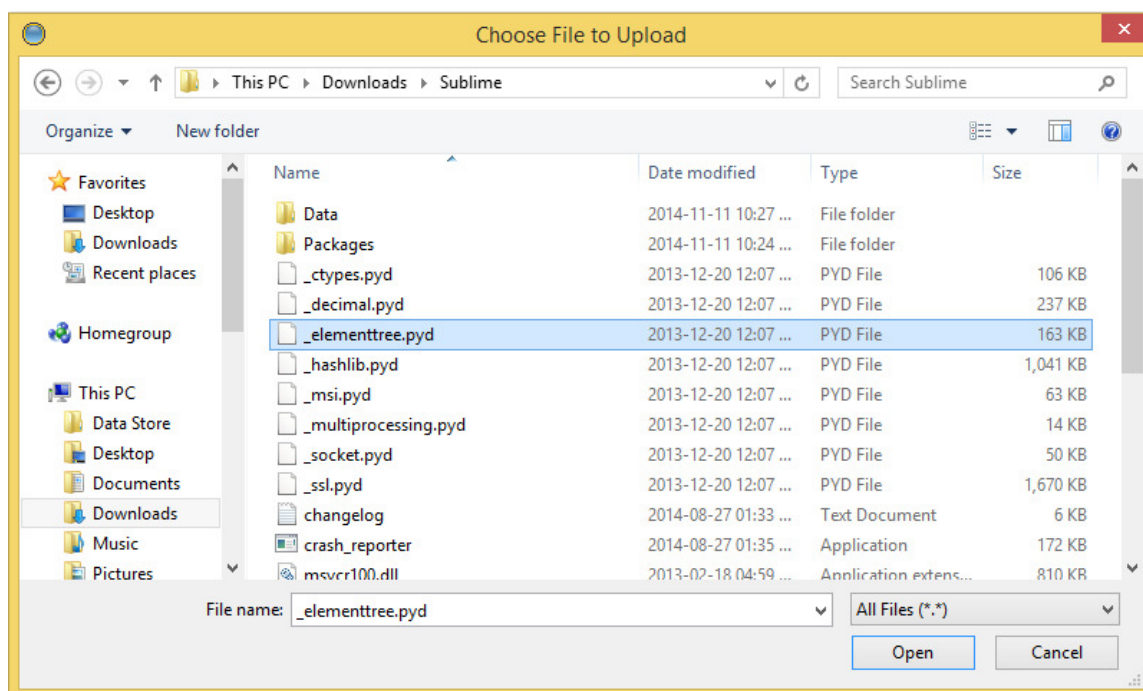 Choose File to Upload
This PC Downloads Sublime Search Sublime
Organize New folder
Favorites
Desktop
Downloads
Recent places
Homegroup
This PC
Data Store
Desktop
Documents
Downloads
Music
Pictures
Name Date modified Type Size
Data 2014-11-11 10:27 ... File folder
Packages 2014-11-11 10:24 ... File folder
_ctypes.pyd 2013-12-20 12:07 ... PYD File 106 KB
_decimal.pyd 2013-12-20 12:07 ... PYD File 237 KB
_elementtree.pyd 2013-12-20 12:07 ... PYD File 163 KB
_hashlib.pyd 2013-12-20 12:07 ... PYD File 1,041 KB
_msi.pyd 2013-12-20 12:07 ... PYD File 63 KB
_multiprocessing.pyd 2013-12-20 12:07 ... PYD File 14 KB
_socket.pyd 2013-12-20 12:07 ... PYD File 50 KB
_ssl.pyd 2013-12-20 12:07 ... PYD File 1,670 KB
changelog 2014-08-27 01:33 ... Text Document 6 KB
crash_reporter 2014-08-27 01:35 ... Application 172 KB
msvcr100.dll 2013-02-18 04:59 ... Application extens... 810 KB
File name: _elementtree.pyd All Files (*.*)
Open Cancel